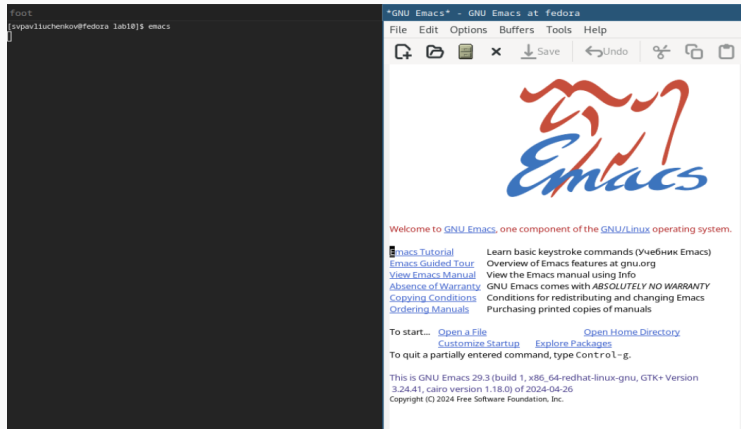 foot
[svpavliuchenkov@fedora lab10]$ emacs
*GNU Emacs* - GNU Emacs at fedora
File Edit Options Buffers Tools Help
Save Undo
Emacs
Welcome to GNU Emacs, one component of the GNU/Linux operating system.
Emacs Tutorial Learn basic keystroke commands (Учебник Emacs)
Emacs Guided Tour Overview of Emacs features at gnu.org
View Emacs Manual View the Emacs manual using Info
Absence of Warranty GNU Emacs comes with ABSOLUTELY NO WARRANTY
Copying Conditions Conditions for redistributing and changing Emacs
Ordering Manuals Purchasing printed copies of manuals
To start... Open a File Open Home Directory
Customize Startup Explore Packages
To quit a partially entered command, type Control-g.
This is GNU Emacs 29.3 (build 1, x86_64-redhat-linux-gnu, GTK+ Version
3.24.41, cairo version 1.18.0) of 2024-04-26
Copyright (C) 2024 Free Software Foundation, Inc.